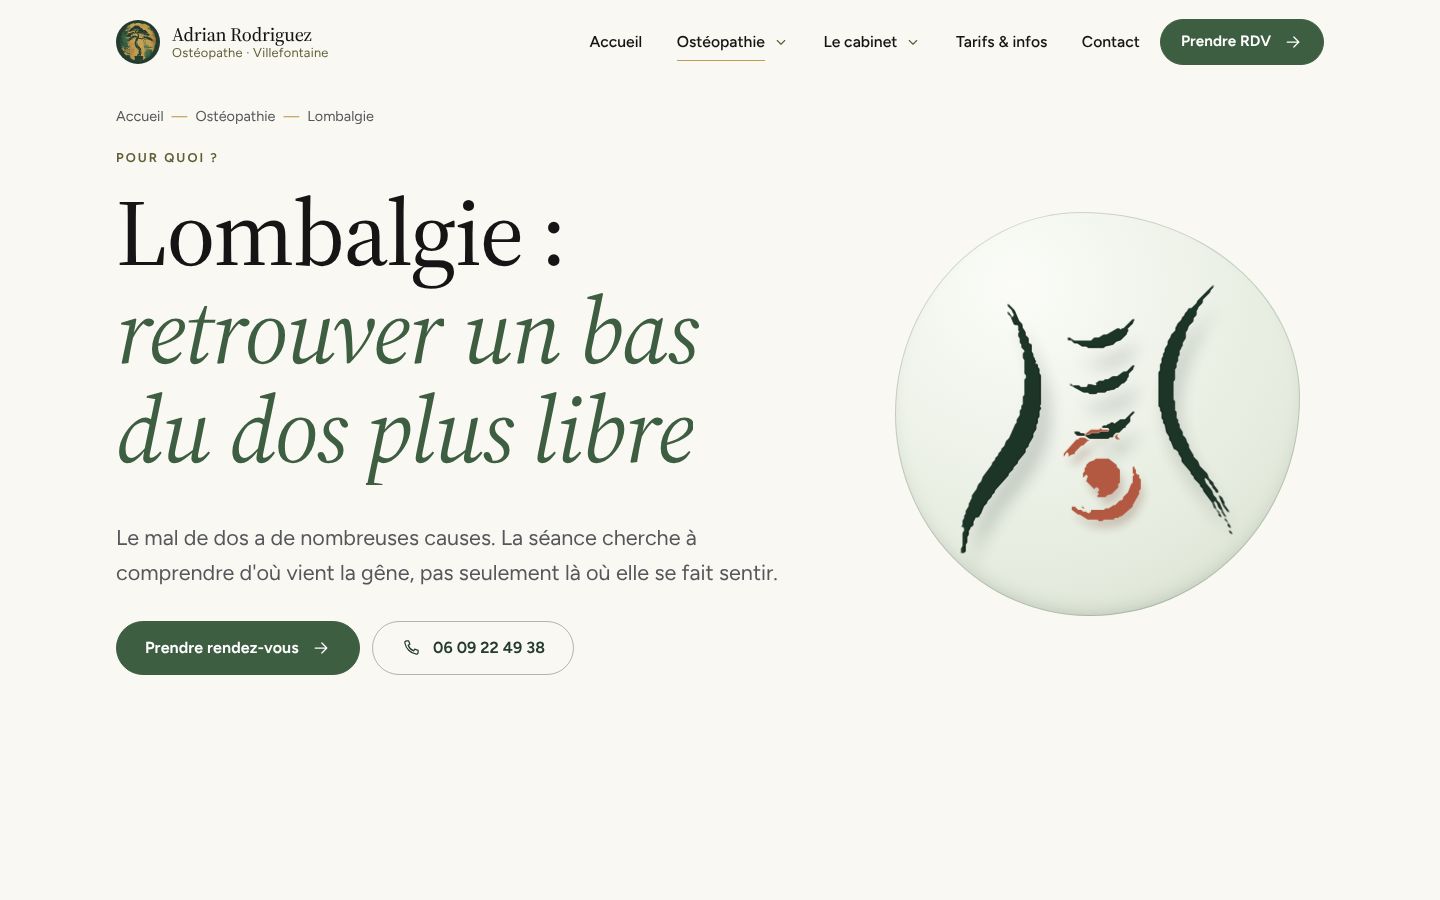 Adrian Rodriguez
Ostéopathe · Villefontaine
Accueil
Ostéopathie
Le cabinet
Tarifs & infos
Contact
Prendre RDV
Accueil — Ostéopathie — Lombalgie
POUR QUOI ?
Lombalgie :
retrouver un bas
du dos plus libre
Le mal de dos a de nombreuses causes. La séance cherche à
comprendre d'où vient la gêne, pas seulement là où elle se fait sentir.
Prendre rendez-vous
06 09 22 49 38